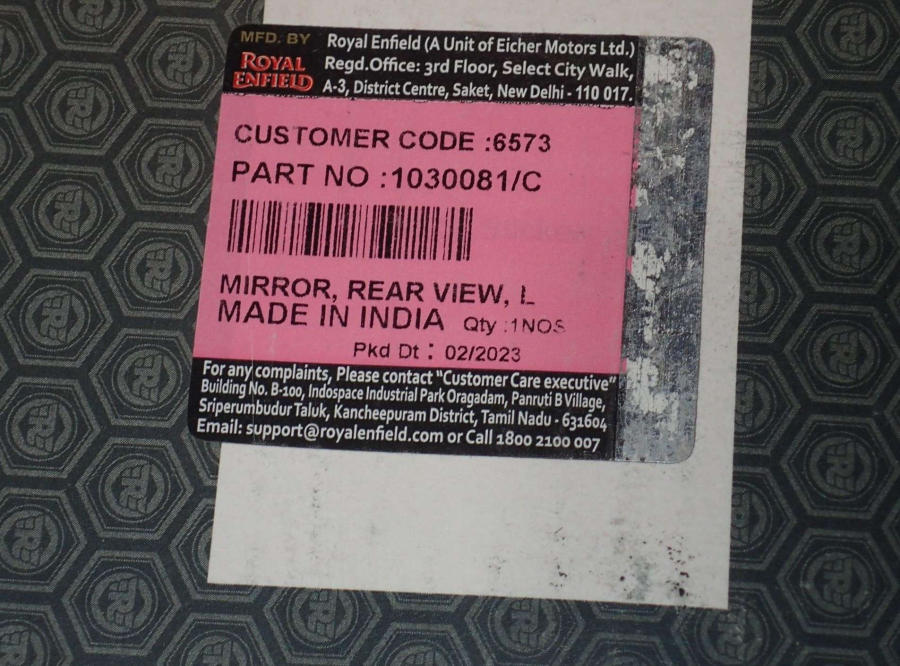 MFD. BY
ROYAL
ENFIELD
Royal Enfield (A Unit of Eicher Motors Ltd.)
Regd.Office: 3rd Floor, Select City Walk,
A-3, District Centre, Saket, New Delhi - 110 017.
CUSTOMER CODE :6573
PART NO :1030081/C
MIRROR, REAR VIEW, L
MADE IN INDIA Qty :1NOS
Pkd Dt : 02/2023
For any complaints, Please contact "Customer Care executive"
Building No. B-100, Indospace Industrial Park Oragadam, Panruti B Village,
Sriperumbudur Taluk, Kancheepuram District, Tamil Nadu - 631604
Email: support@royalenfield.com or Call 1800 2100 007